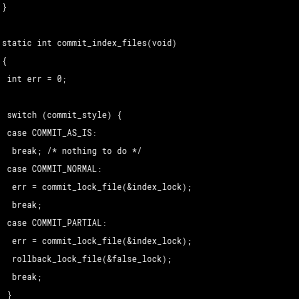 }
static int commit_index_files(void)
{
int err = 0;
switch (commit_style) {
case COMMIT_AS_IS:
break; /* nothing to do */
case COMMIT_NORMAL:
err = commit_lock_file(&index_lock);
break;
case COMMIT_PARTIAL:
err = commit_lock_file(&index_lock);
rollback_lock_file(&false_lock);
break;
}